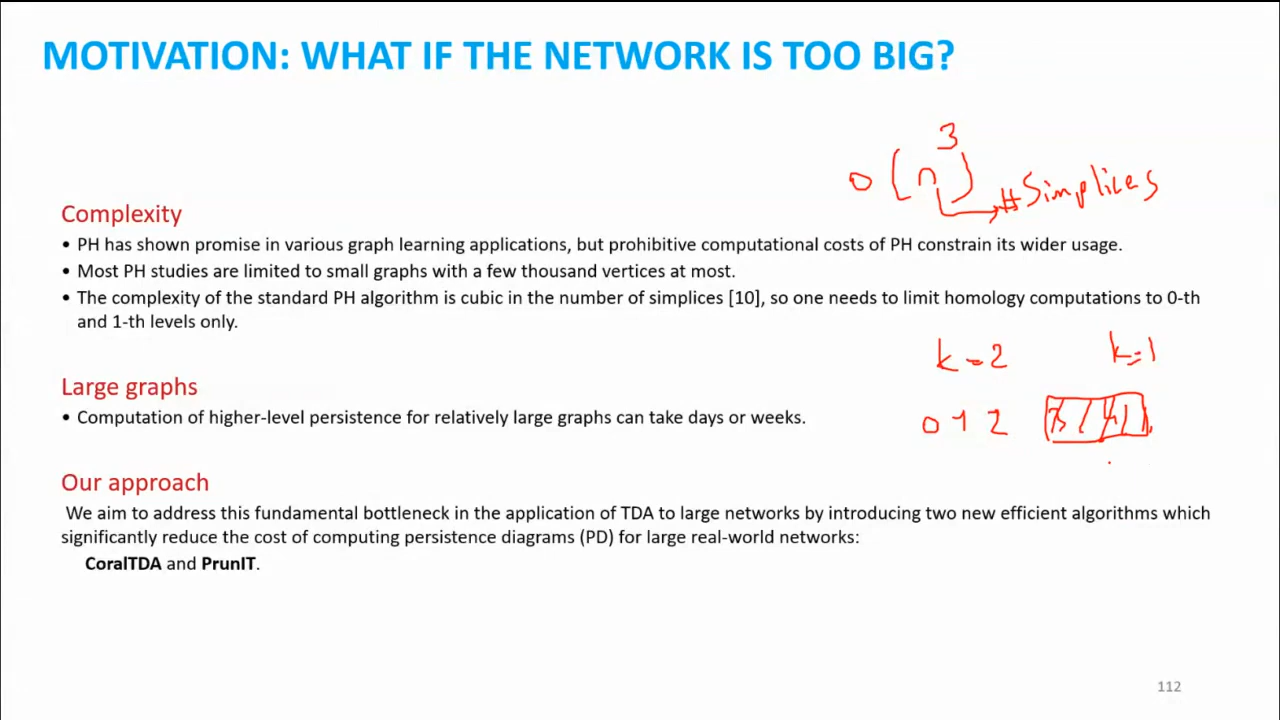 MOTIVATION: WHAT IF THE NETWORK IS TOO BIG?
O(n^3)
#Simplices
Complexity
• PH has shown promise in various graph learning applications, but prohibitive computational costs of PH constrain its wider usage.
• Most PH studies are limited to small graphs with a few thousand vertices at most.
• The complexity of the standard PH algorithm is cubic in the number of simplices [10], so one needs to limit homology computations to 0-th
and 1-th levels only.
k=2 k=1
Large graphs
• Computation of higher-level persistence for relatively large graphs can take days or weeks.
0 1 2
Our approach
We aim to address this fundamental bottleneck in the application of TDA to large networks by introducing two new efficient algorithms which
significantly reduce the cost of computing persistence diagrams (PD) for large real-world networks:
CoralTDA and PrunIT.
112